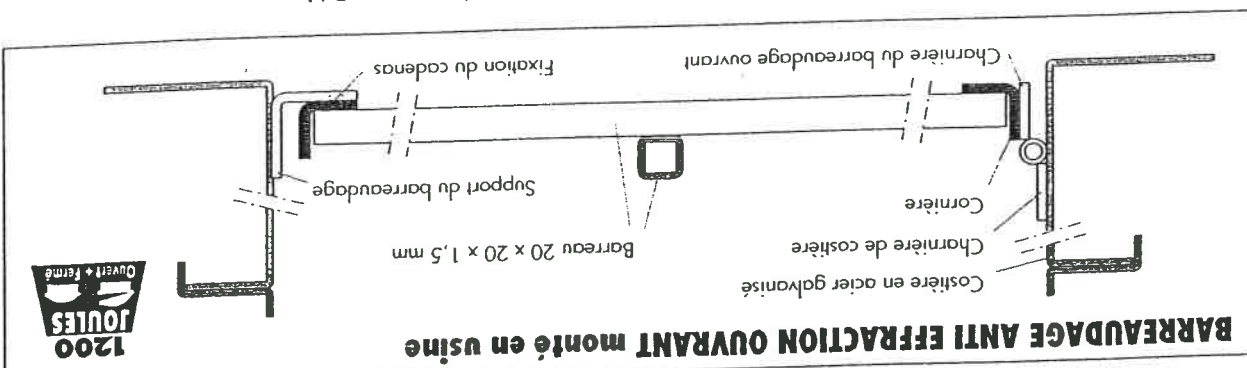 BARREAUDAGE ANTI EFFRACTION OUVRANT monté en usine
1200
JOULES
Ouvert + Fermé
Costière en acier galvanisé
Charnière de costière
Cornière
Barreau 20 x 20 x 1,5 mm
Support du barreaudage
Charnière du barreaudage ouvrant
Fixation du cadenas